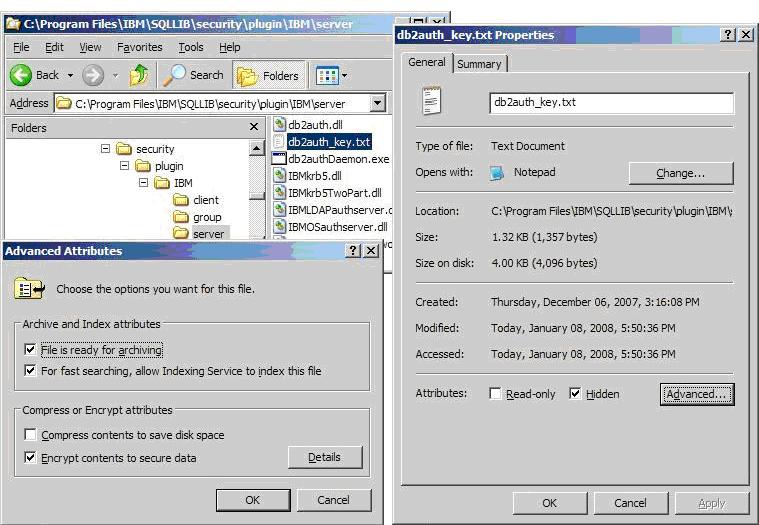 C:\Program Files\IBM\SQLLIB\security\plugin\IBM\server
File Edit View Favorites Tools Help
Back Search Folders
Address C:\Program Files\IBM\SQLLIB\security\plugin\IBM\server
Folders
security
plugin
IBM
client
group
server
db2auth.dll
db2auth_key.txt
db2authDaemon.exe
IBMkrb5.dll
IBMkrb5TwoPart.dll
IBMLDAPauthserver.d
IBMOSauthserver.dll
Advanced Attributes
Choose the options you want for this file.
Archive and Index attributes
File is ready for archiving
For fast searching, allow Indexing Service to index this file
Compress or Encrypt attributes
Compress contents to save disk space
Encrypt contents to secure data
Details
OK Cancel
db2auth_key.txt Properties
General Summary
db2auth_key.txt
Type of file: Text Document
Opens with: Notepad Change...
Location: C:\Program Files\IBM\SQLLIB\security\plugin\IBM\
Size: 1.32 KB (1,357 bytes)
Size on disk: 4.00 KB (4,096 bytes)
Created: Thursday, December 06, 2007, 3:16:08 PM
Modified: Today, January 08, 2008, 5:50:36 PM
Accessed: Today, January 08, 2008, 5:50:36 PM
Attributes: Read-only Hidden Advanced...
OK Cancel Apply